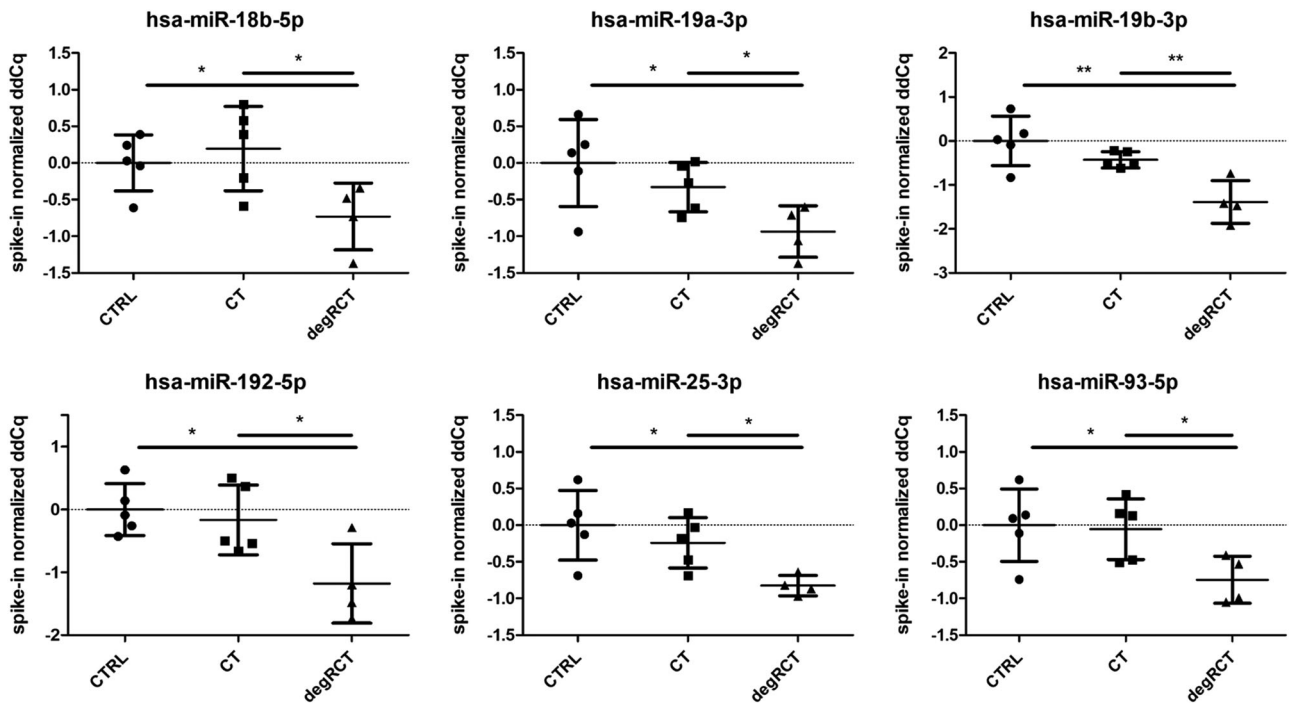 hsa-miR-18b-5p
spike-in normalized ddCq
1.5
1.0
0.5
0.0
-0.5
-1.0
-1.5
*
*
CTRL
CT
degRCT
hsa-miR-19a-3p
spike-in normalized ddCq
1.5
1.0
0.5
0.0
-0.5
-1.0
-1.5
*
*
CTRL
CT
degRCT
hsa-miR-19b-3p
spike-in normalized ddCq
2
1
0
-1
-2
-3
**
**
CTRL
CT
degRCT
hsa-miR-192-5p
spike-in normalized ddCq
1
0
-1
-2
*
*
CTRL
CT
degRCT
hsa-miR-25-3p
spike-in normalized ddCq
1.5
1.0
0.5
0.0
-0.5
-1.0
-1.5
*
*
CTRL
CT
degRCT
hsa-miR-93-5p
spike-in normalized ddCq
1.5
1.0
0.5
0.0
-0.5
-1.0
-1.5
*
*
CTRL
CT
degRCT